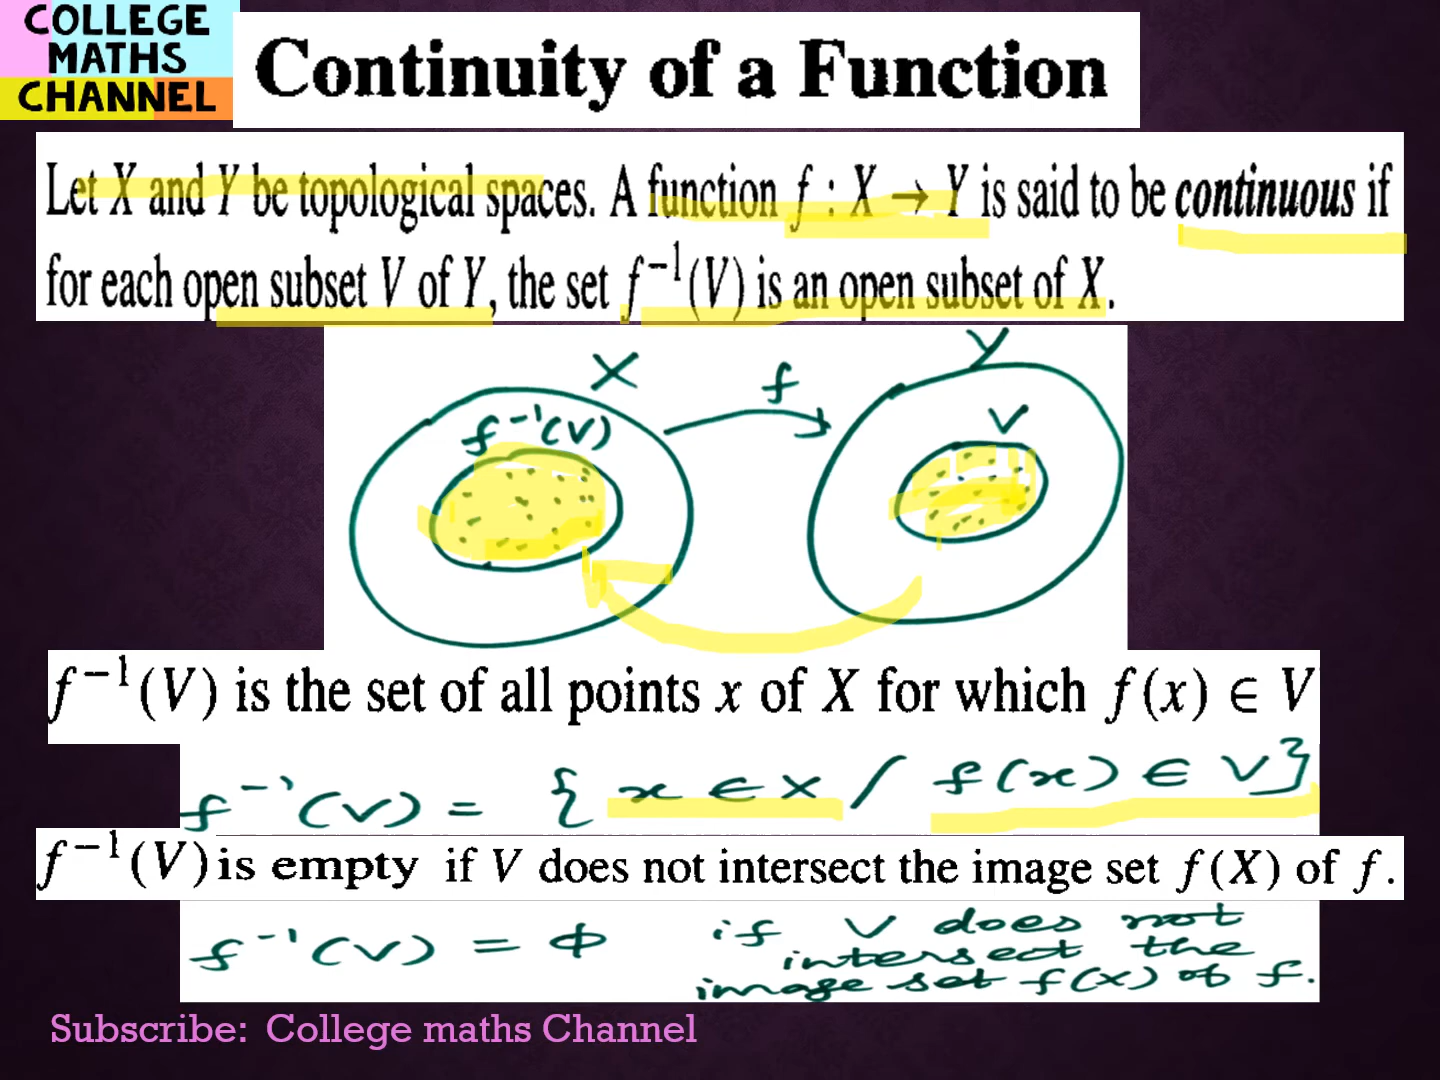 COLLEGE
MATHS
CHANNEL
Continuity of a Function
Let X and Y be topological spaces. A function f : X → Y is said to be continuous if
for each open subset V of Y, the set f⁻¹(V) is an open subset of X.
X
f
Y
f⁻¹(V)
V
f⁻¹(V) is the set of all points x of X for which f(x) ∈ V
f⁻¹(V) = { x ∈ X / f(x) ∈ V}
f⁻¹(V) is empty if V does not intersect the image set f(X) of f.
f⁻¹(V) = ϕ if V does not
intersect the
image set f(X) of f.
Subscribe: College maths Channel